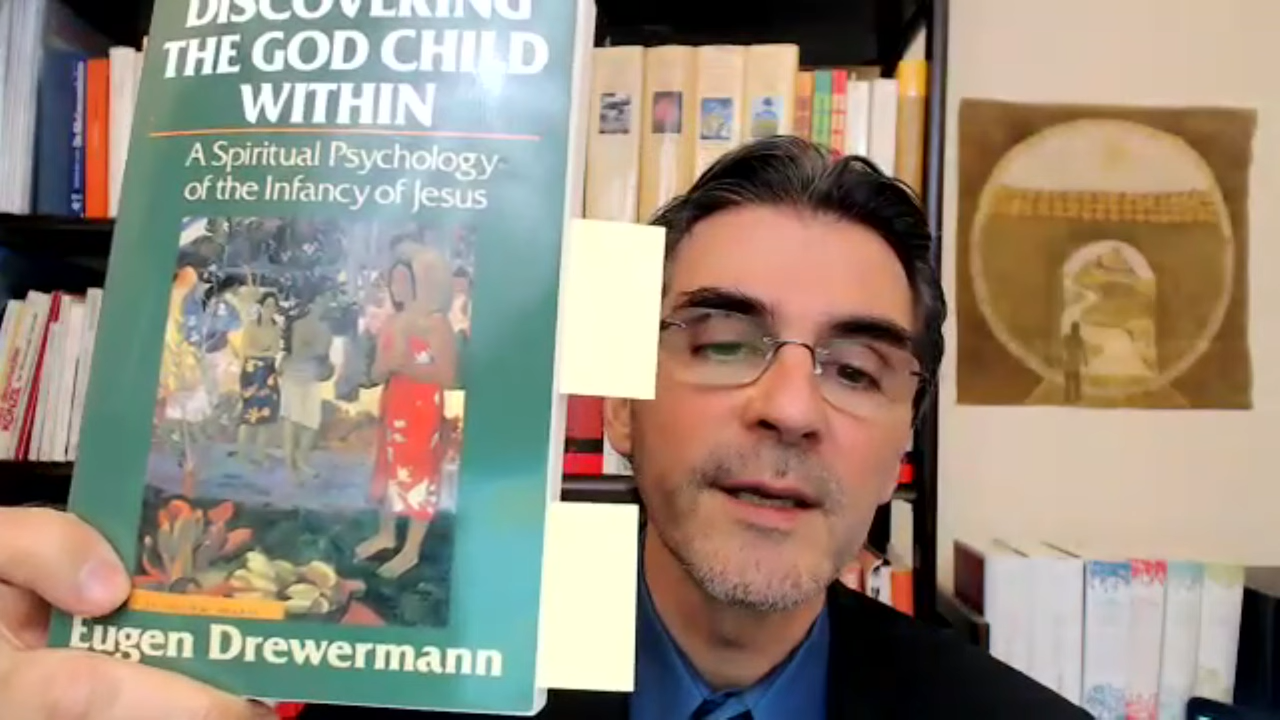 DISCOVERING
THE GOD CHILD
WITHIN
A Spiritual Psychology
of the Infancy of Jesus
Eugen Drewermann